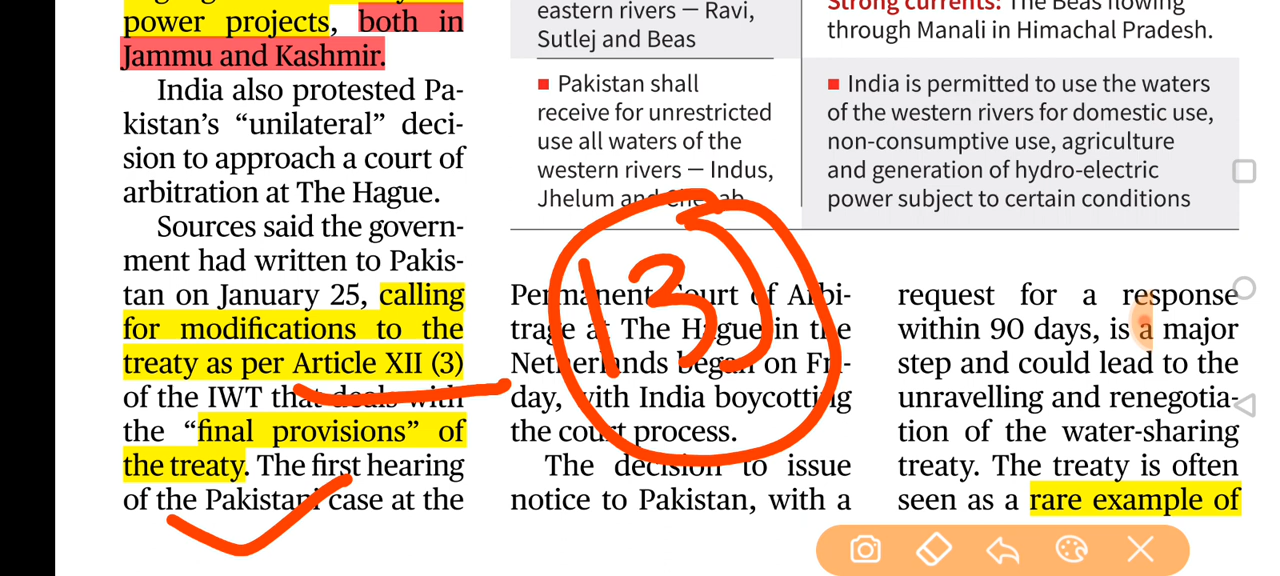 power projects, both in
Jammu and Kashmir.
India also protested Pa-
kistan's “unilateral” deci-
sion to approach a court of
arbitration at The Hague.
Sources said the govern-
ment had written to Pakis-
tan on January 25, calling
for modifications to the
treaty as per Article XII (3)
of the IWT that deals with
the “final provisions” of
the treaty. The first hearing
of the Pakistani case at the
eastern rivers — Ravi,
Sutlej and Beas
■ Pakistan shall
receive for unrestricted
use all waters of the
western rivers — Indus,
Jhelum and Chenab
Strong currents: The Beas flowing
through Manali in Himachal Pradesh.
■ India is permitted to use the waters
of the western rivers for domestic use,
non-consumptive use, agriculture
and generation of hydro-electric
power subject to certain conditions
13
Permanent Court of Arbi-
trage at The Hague in the
Netherlands began on Fri-
day, with India boycotting
the court process.
The decision to issue
notice to Pakistan, with a
request for a response
within 90 days, is a major
step and could lead to the
unravelling and renegotia-
tion of the water-sharing
treaty. The treaty is often
seen as a rare example of